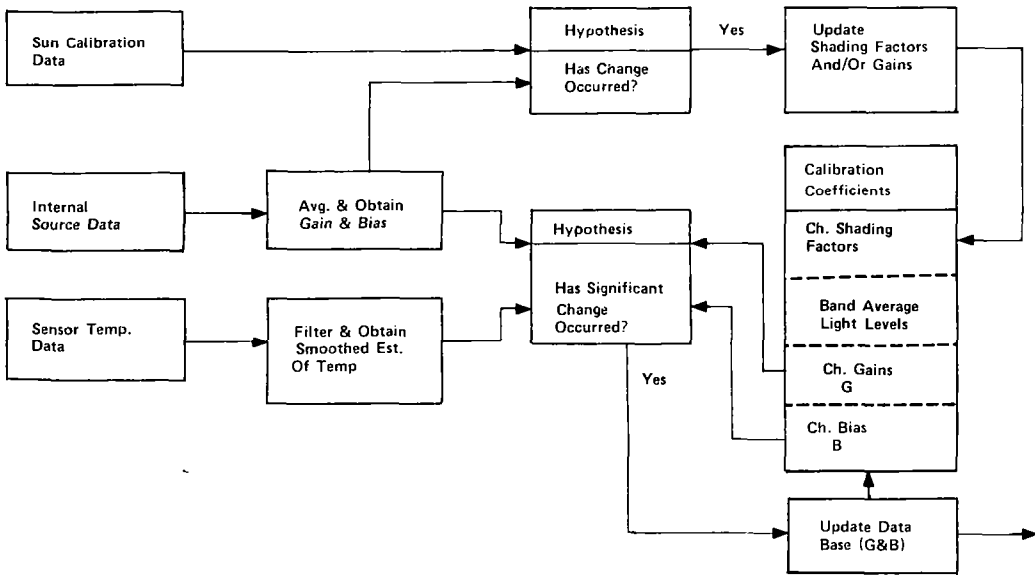 Sun Calibration
Data
Hypothesis
Has Change
Occurred?
Yes
Update
Shading Factors
And/Or Gains
Internal
Source Data
Avg. & Obtain
Gain & Bias
Hypothesis
Has Significant
Change
Occurred?
Yes
Calibration
Coefficients
Ch. Shading
Factors
Band Average
Light Levels
Ch. Gains
G
Ch. Bias
B
Sensor Temp.
Data
Filter & Obtain
Smoothed Est.
Of Temp
Update Data
Base (G&B)